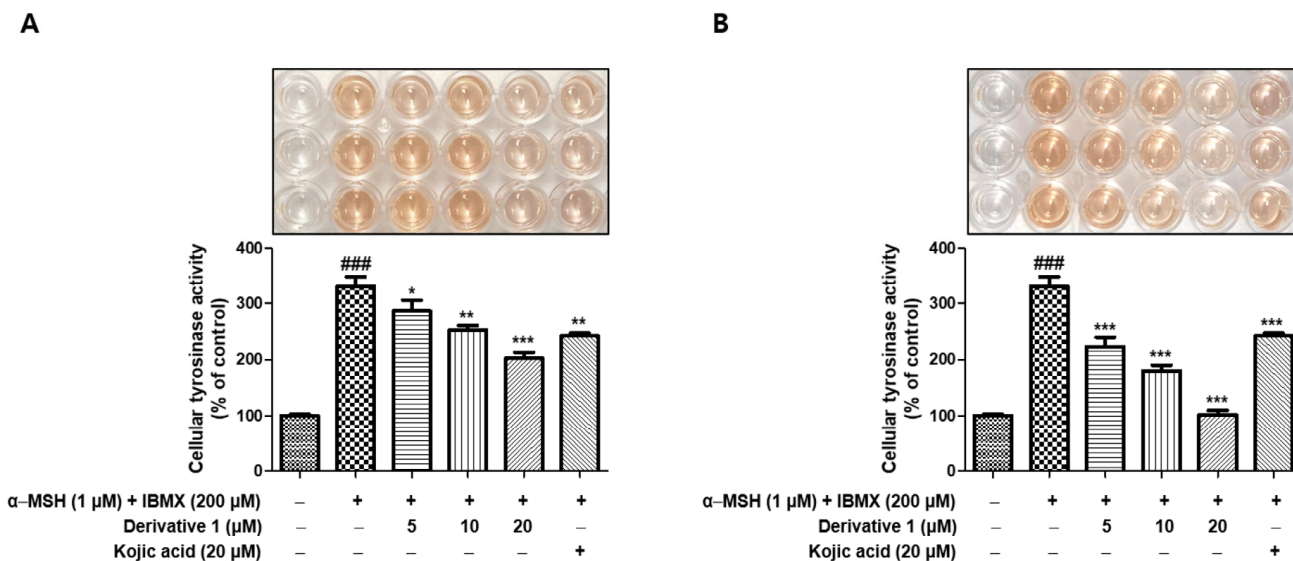 A
Cellular tyrosinase activity
(% of control)
400
300
200
100
0
###
*
**
***
**
α–MSH (1 μM) + IBMX (200 μM) – + + + + +
Derivative 1 (μM) – – 5 10 20 –
Kojic acid (20 μM) – – – – – +
B
Cellular tyrosinase activity
(% of control)
400
300
200
100
0
###
***
***
***
***
α–MSH (1 μM) + IBMX (200 μM) – + + + + +
Derivative 1 (μM) – – 5 10 20 –
Kojic acid (20 μM) – – – – – +